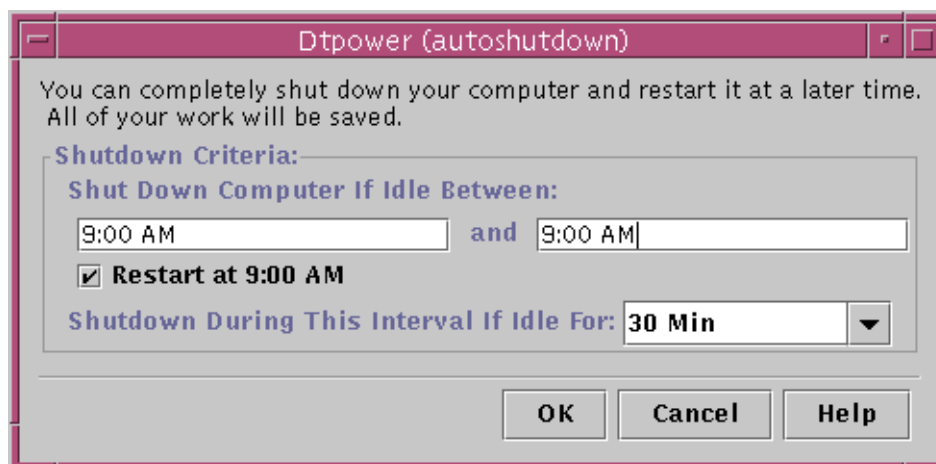 Dtpower (autoshutdown)
You can completely shut down your computer and restart it at a later time.
All of your work will be saved.
Shutdown Criteria:
Shut Down Computer If Idle Between:
9:00 AM and 9:00 AM
Restart at 9:00 AM
Shutdown During This Interval If Idle For: 30 Min
OK Cancel Help